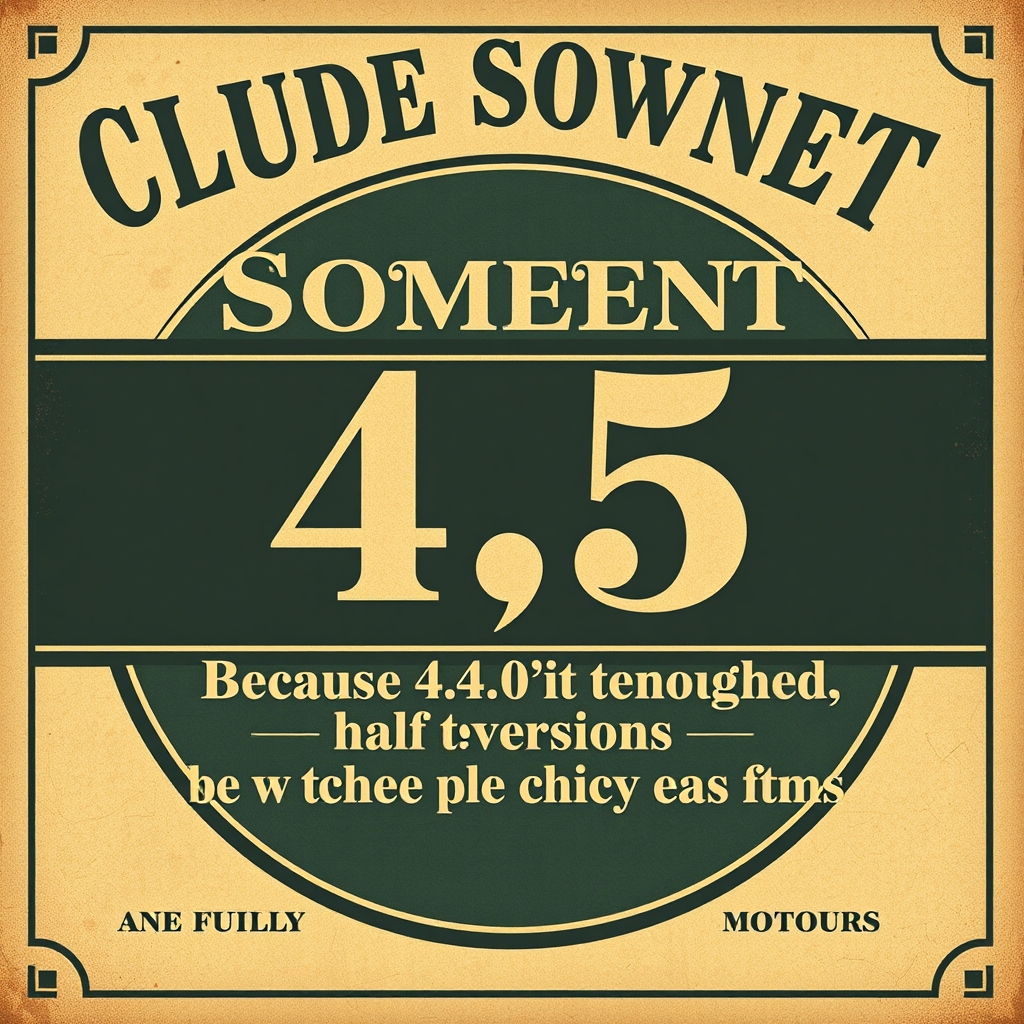 CLUDE SOWNET
SOMEENT
4,5
Because 4.4.0'it tenoughed,
half t:versions
be w tchee ple chicy eas ftms
ANE FUILLY
MOTOURS